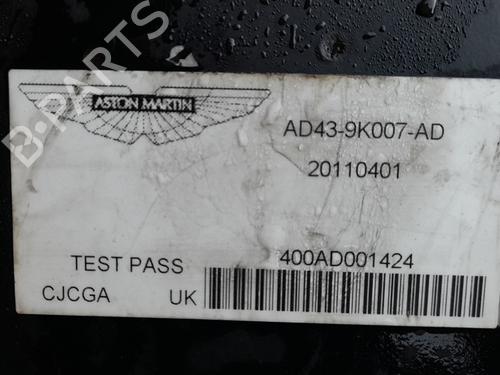 B-PARTS
ASTON MARTIN
AD43-9K007-AD
20110401
TEST PASS
400AD001424
CJCGA
UK